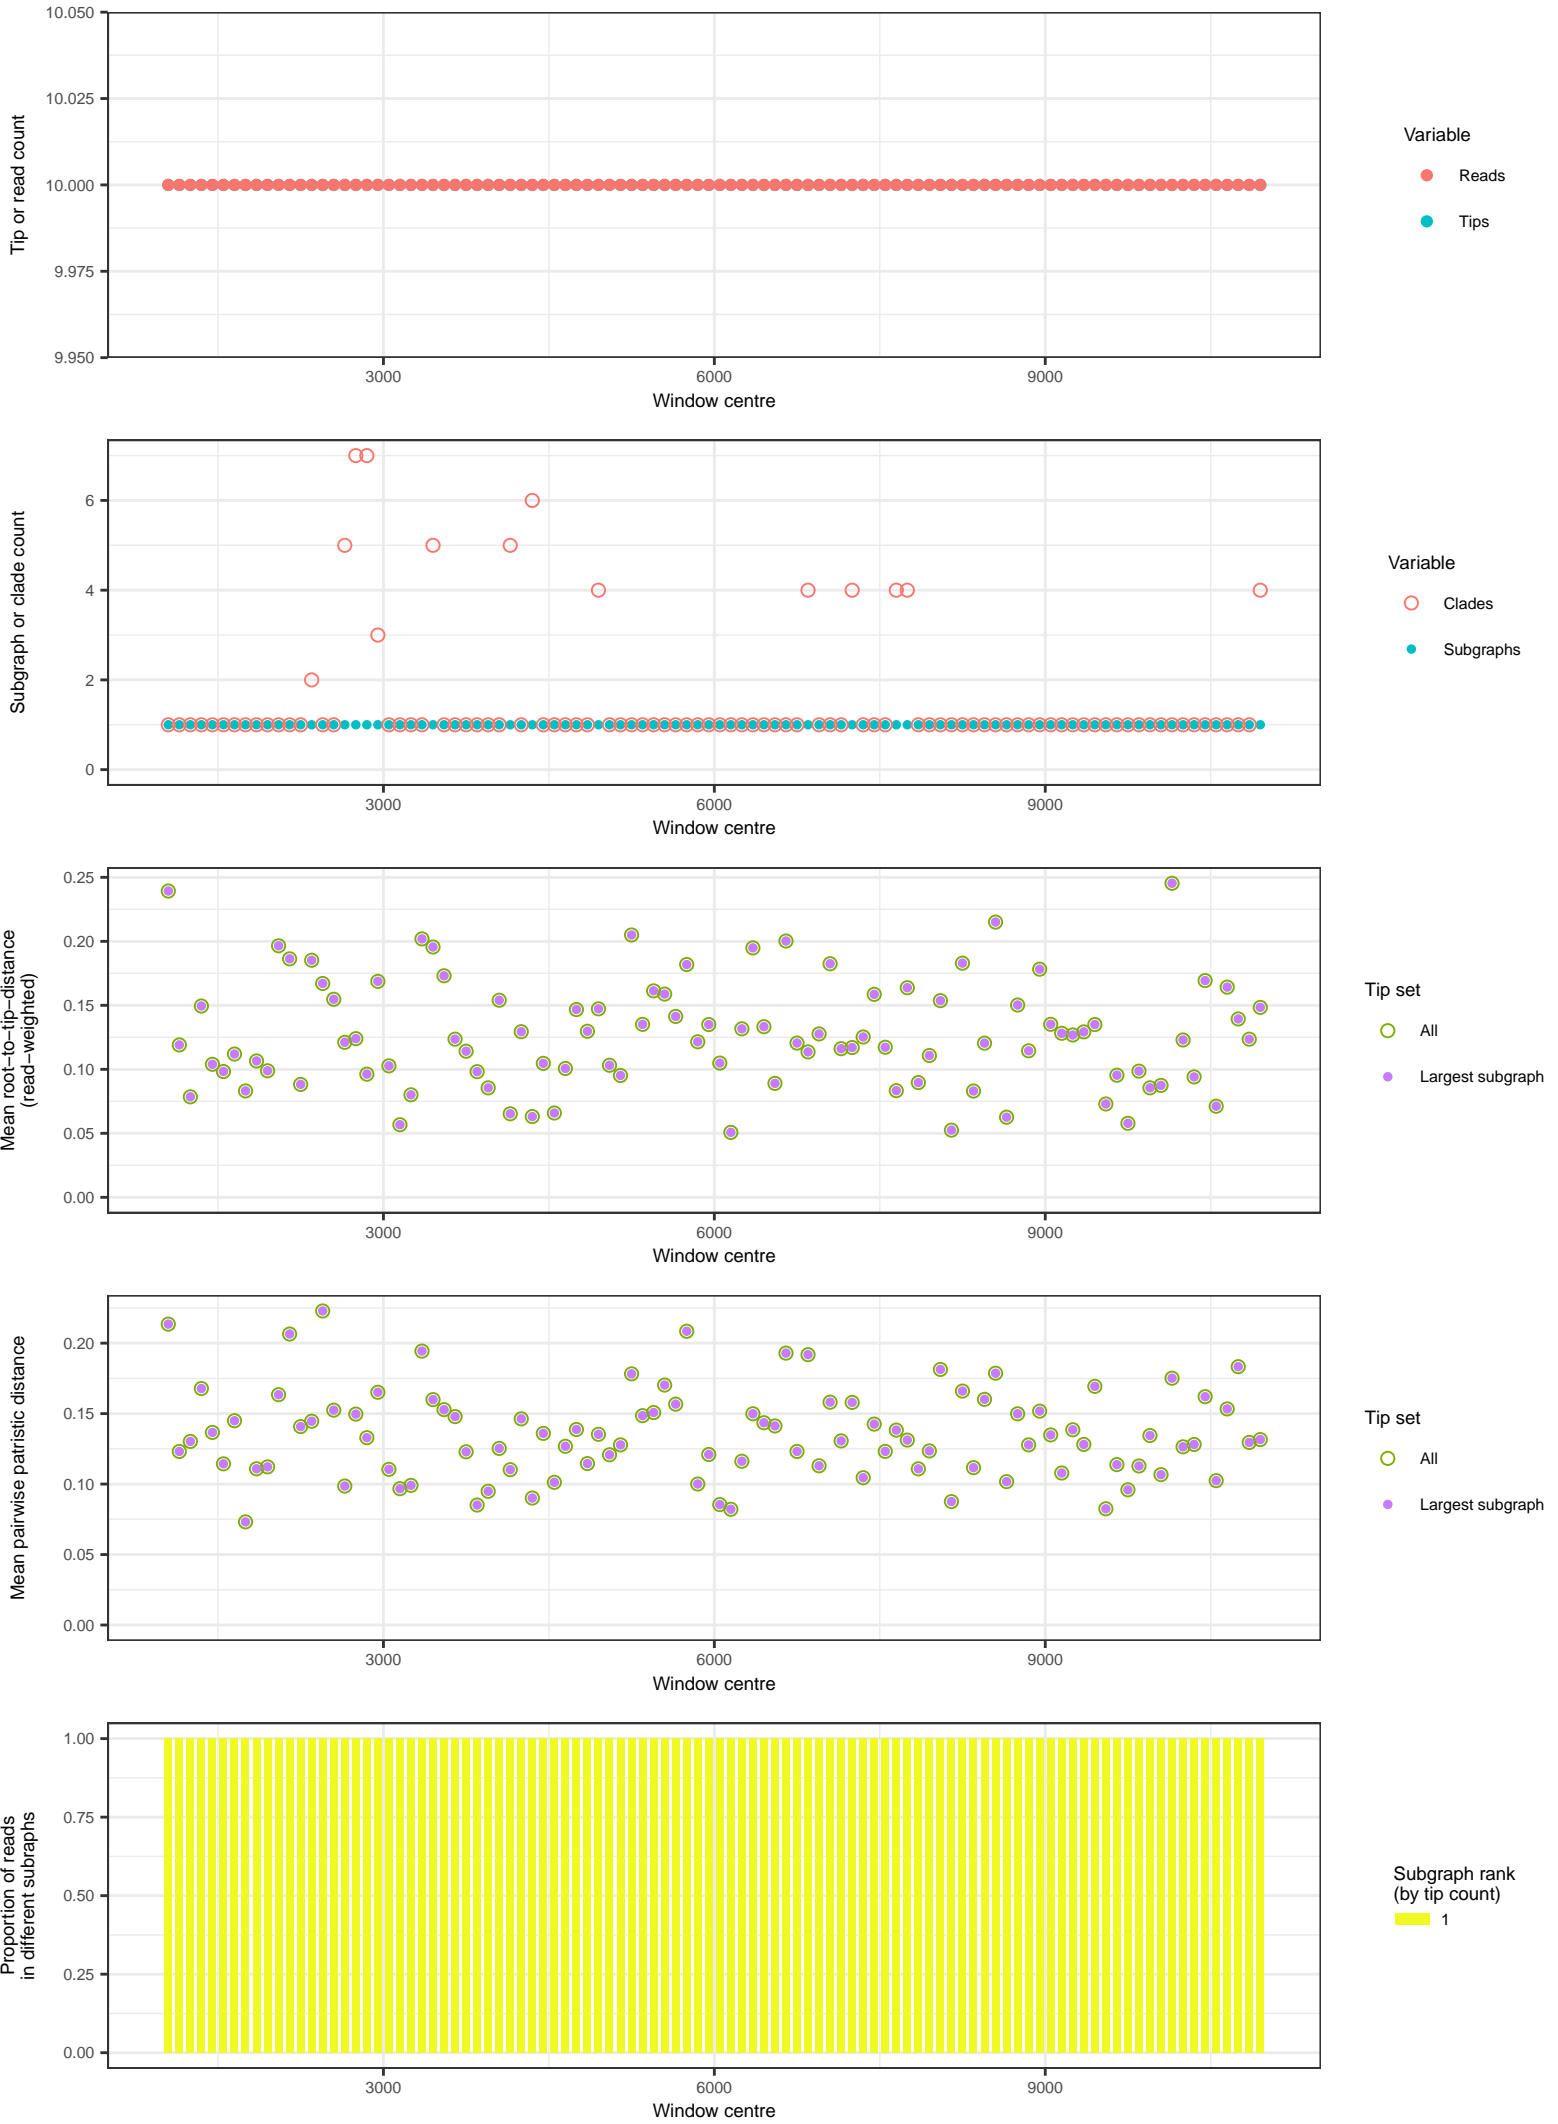 10.050
10.025
10.000
9.975
9.950
Tip or read count
3000
6000
9000
Window centre
Variable
Reads
Tips
6
4
2
0
Subgraph or clade count
3000
6000
9000
Window centre
Variable
Clades
Subgraphs
0.25
0.20
0.15
0.10
0.05
0.00
Mean root−to−tip−distance
(read−weighted)
3000
6000
9000
Window centre
Tip set
All
Largest subgraph
0.20
0.15
0.10
0.05
0.00
Mean pairwise patristic distance
3000
6000
9000
Window centre
Tip set
All
Largest subgraph
1.00
0.75
0.50
0.25
0.00
Proportion of reads
in different subraphs
3000
6000
9000
Window centre
Subgraph rank
(by tip count)
1